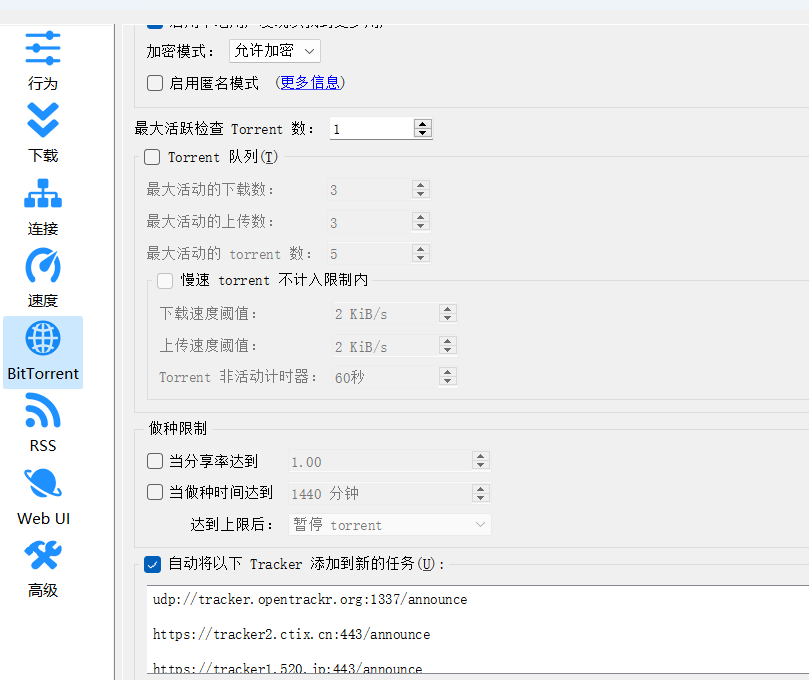 行为
下载
连接
速度
BitTorrent
RSS
Web UI
高级
加密模式： 允许加密
启用匿名模式 （更多信息）
最大活跃检查 Torrent 数： 1
Torrent 队列(T)
最大活动的下载数： 3
最大活动的上传数： 3
最大活动的 torrent 数： 5
慢速 torrent 不计入限制内
下载速度阈值： 2 KiB/s
上传速度阈值： 2 KiB/s
Torrent 非活动计时器： 60秒
做种限制
当分享率达到 1.00
当做种时间达到 1440 分钟
达到上限后： 暂停 torrent
自动将以下 Tracker 添加到新的任务(U)：
udp://tracker.opentrackr.org:1337/announce
https://tracker2.ctix.cn:443/announce
https://tracker1.520.jp:443/announce